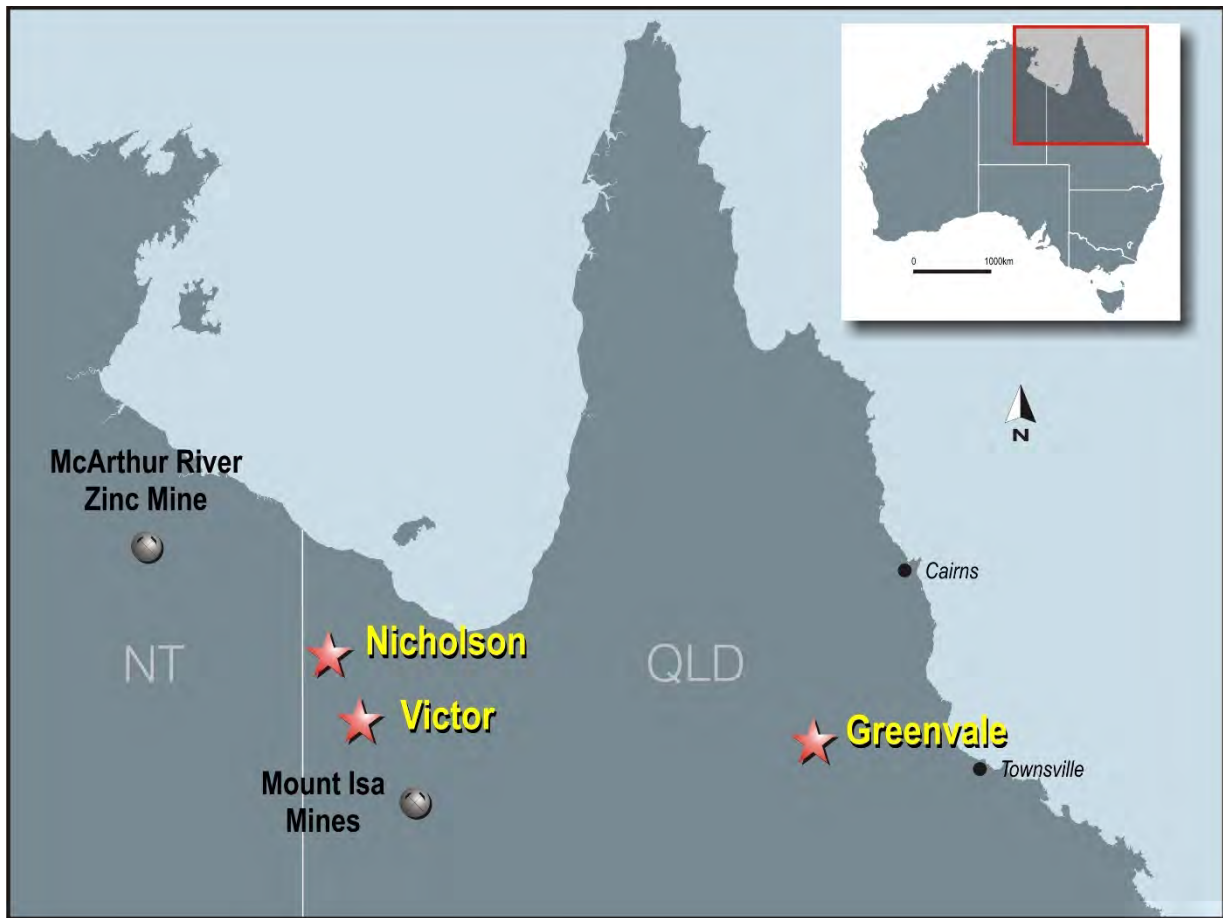 0
1000km
N
McArthur River
Zinc Mine
Cairns
NT
Nicholson
QLD
Victor
Greenvale
Mount Isa
Mines
Townsville